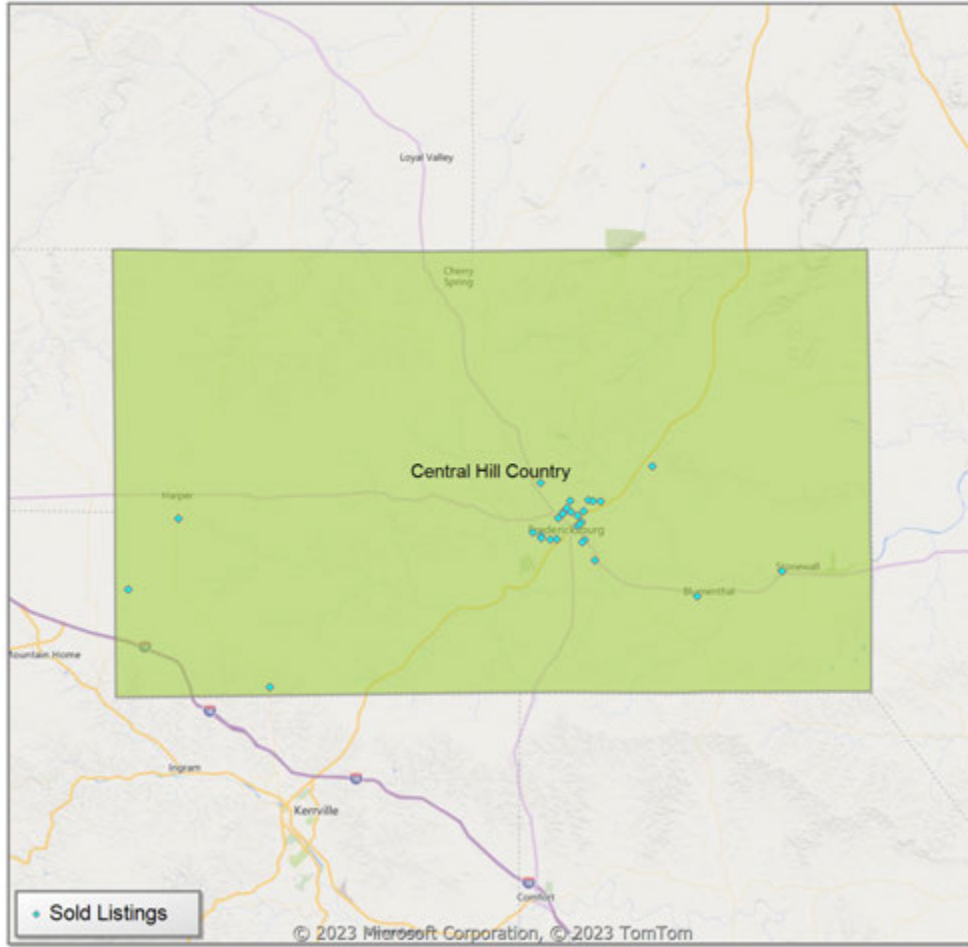 Loyal Valley
Cherry
Spring
Central Hill Country
Harper
Fredericksburg
Stonewall
Blumenthal
Mountain Home
Ingram
Kerrville
Comfort
Sold Listings
© 2023 Microsoft Corporation, © 2023 TomTom